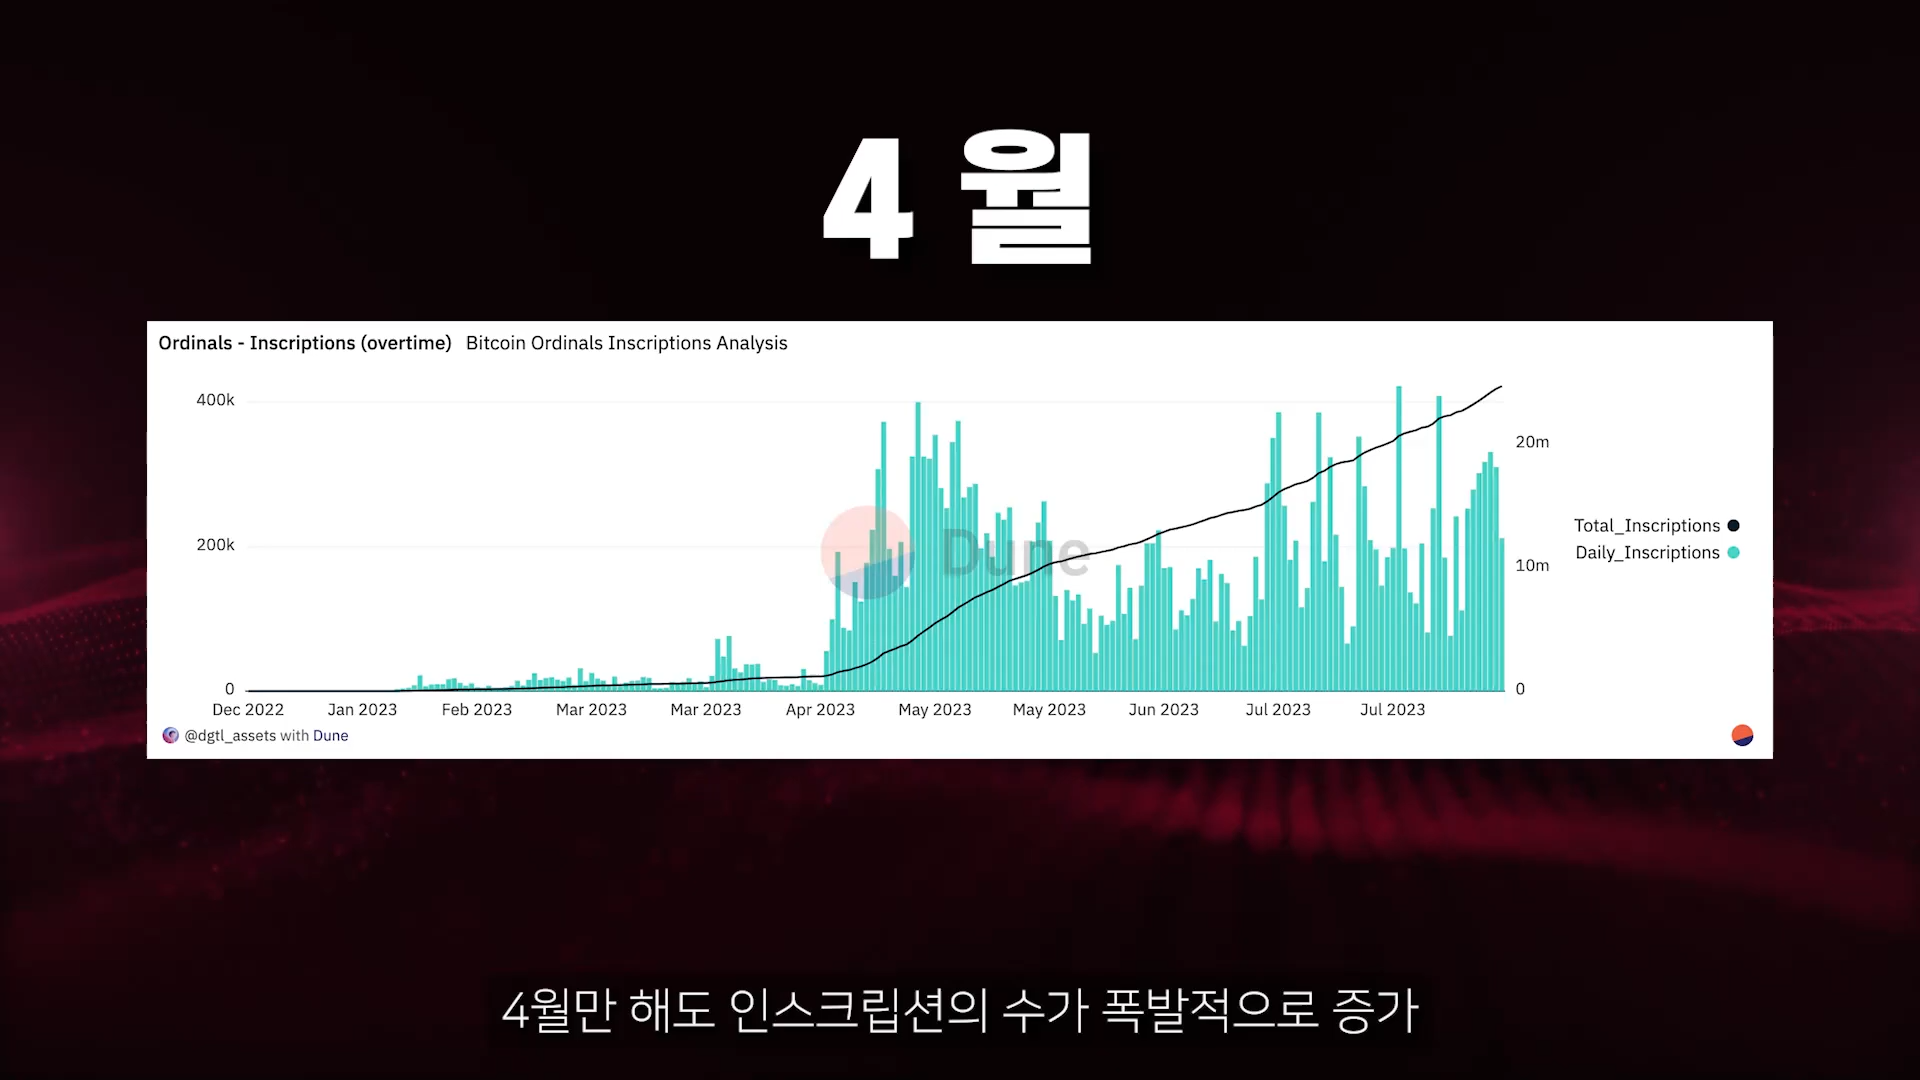 4월
Ordinals - Inscriptions (overtime) Bitcoin Ordinals Inscriptions Analysis
400k
200k
0
20m
10m
0
Dune
Total_Inscriptions
Daily_Inscriptions
Dec 2022 Jan 2023 Feb 2023 Mar 2023 Mar 2023 Apr 2023 May 2023 May 2023 Jun 2023 Jul 2023 Jul 2023
@dgtl_assets with Dune
4월만 해도 인스크립션의 수가 폭발적으로 증가